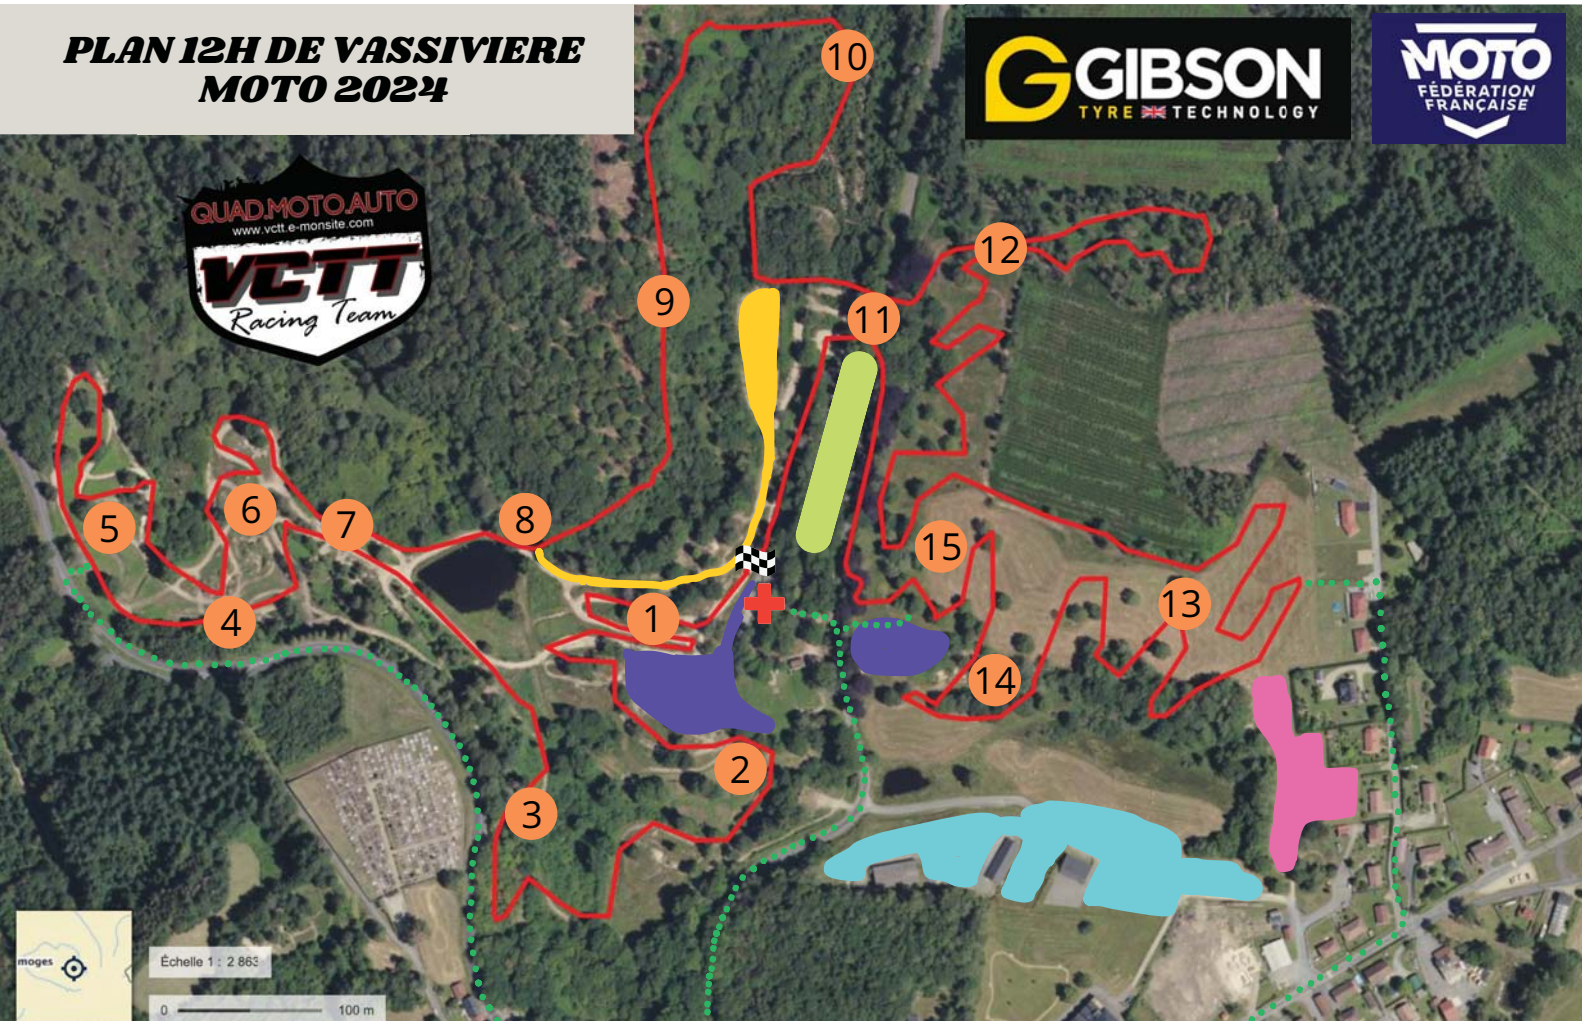 PLAN 12H DE VASSIVIERE
MOTO 2024
GIBSON
TYRE TECHNOLOGY
MOTO
FÉDÉRATION
FRANÇAISE
QUAD.MOTO.AUTO
www.vctt.e-monsite.com
VCTT
Racing Team
10
12
9
11
5
6
7
8
15
13
4
1
14
2
3
moges
Échelle 1 : 2 863
0 100 m